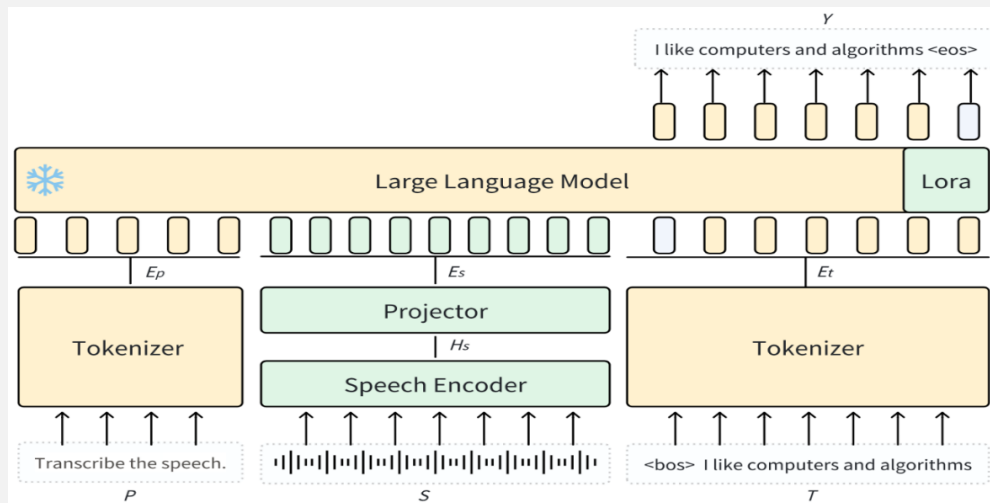 Y
I like computers and algorithms <eos>
Large Language Model
Lora
Ep
Es
Et
Tokenizer
Projector
Hs
Speech Encoder
Tokenizer
Transcribe the speech.
<bos> I like computers and algorithms
P
S
T